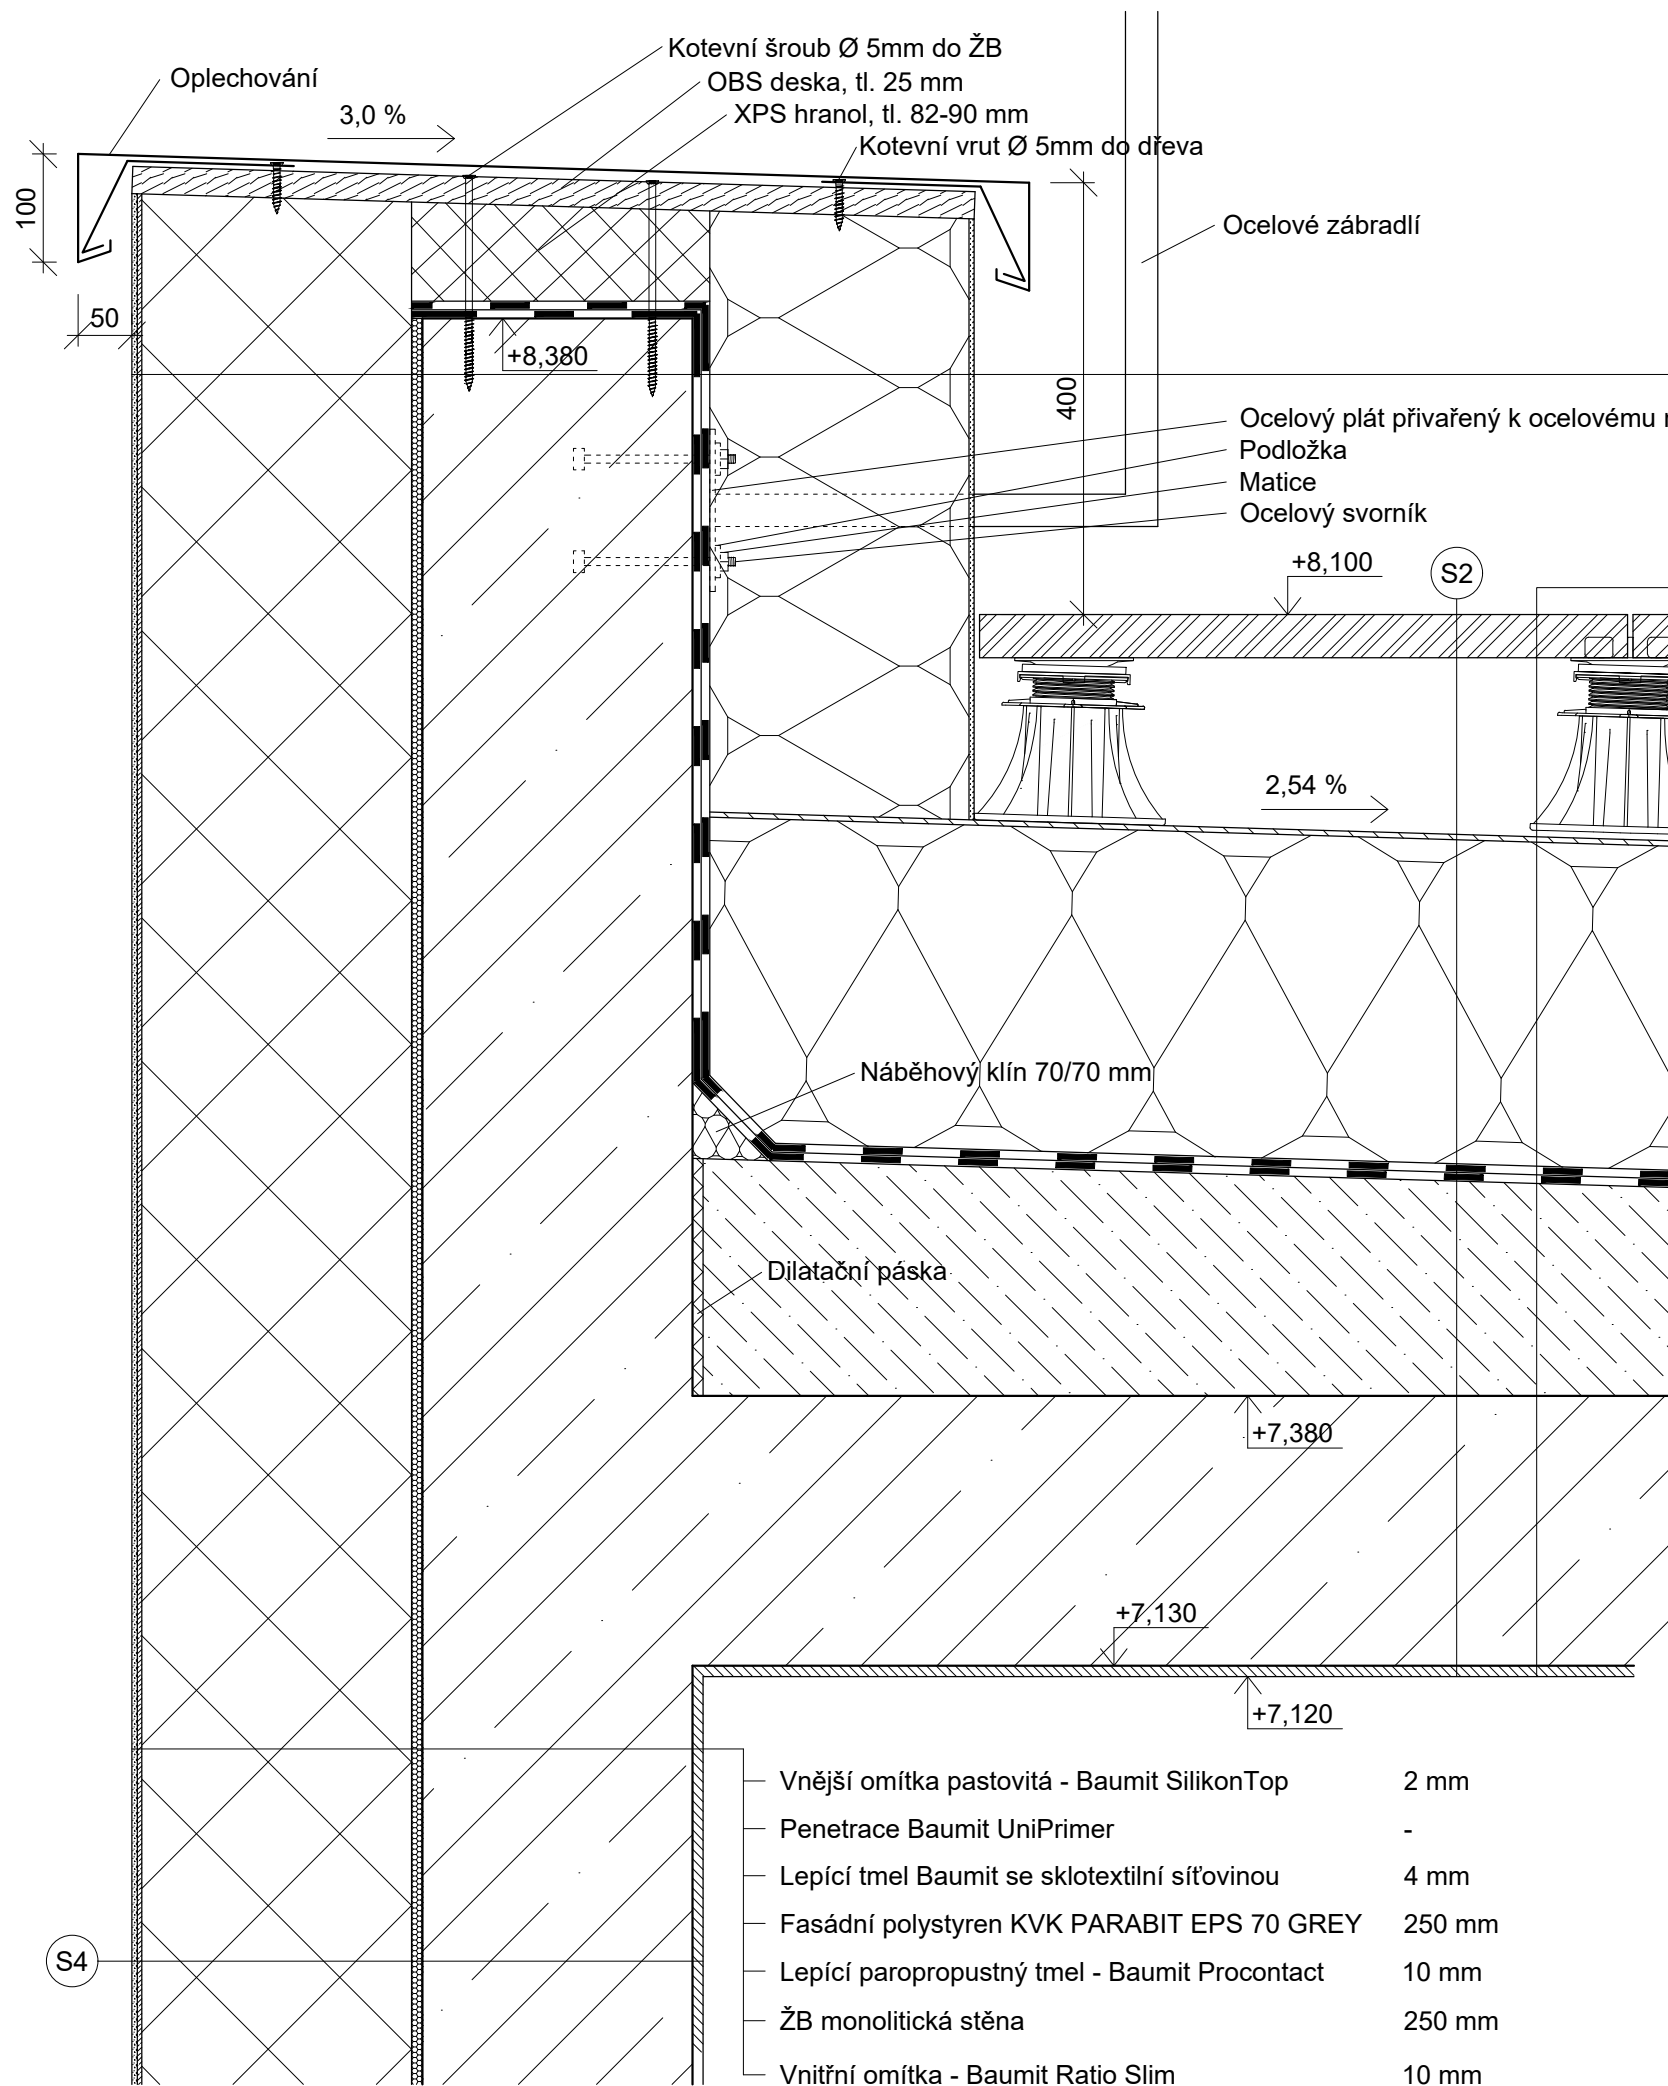 Kotevní šroub Ø 5mm do ŽB
Oplechování
OBS deska, tl. 25 mm
3,0 %
XPS hranol, tl. 82-90 mm
Kotevní vrut Ø 5mm do dřeva
100
Ocelové zábradlí
50
+8,380
400
Ocelový plát přivařený k ocelovému
Podložka
Matice
Ocelový svorník
+8,100
S2
2,54 %
Náběhový klín 70/70 mm
Dilatační páska
+7,380
+7,130
+7,120
Vnější omítka pastovitá - Baumit SilikonTop 2 mm
Penetrace Baumit UniPrimer -
Lepící tmel Baumit se sklotextilní síťovinou 4 mm
Fasádní polystyren KVK PARABIT EPS 70 GREY 250 mm
S4
Lepící paropropustný tmel - Baumit Procontact 10 mm
ŽB monolitická stěna 250 mm
Vnitřní omítka - Baumit Ratio Slim 10 mm